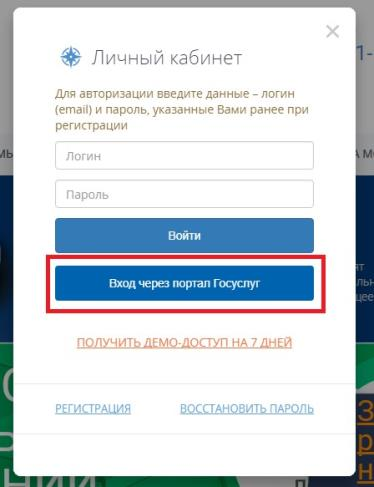 Личный кабинет
Для авторизации введите данные – логин
(email) и пароль, указанные Вами ранее при
регистрации
Логин
Пароль
Войти
Вход через портал Госуслуг
ПОЛУЧИТЬ ДЕМО-ДОСТУП НА 7 ДНЕЙ
РЕГИСТРАЦИЯ ВОССТАНОВИТЬ ПАРОЛЬ